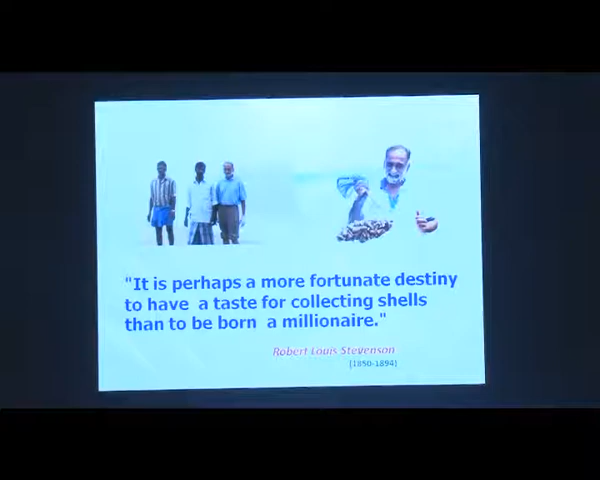 "It is perhaps a more fortunate destiny
to have a taste for collecting shells
than to be born a millionaire."
Robert Louis Stevenson
(1850-1894)